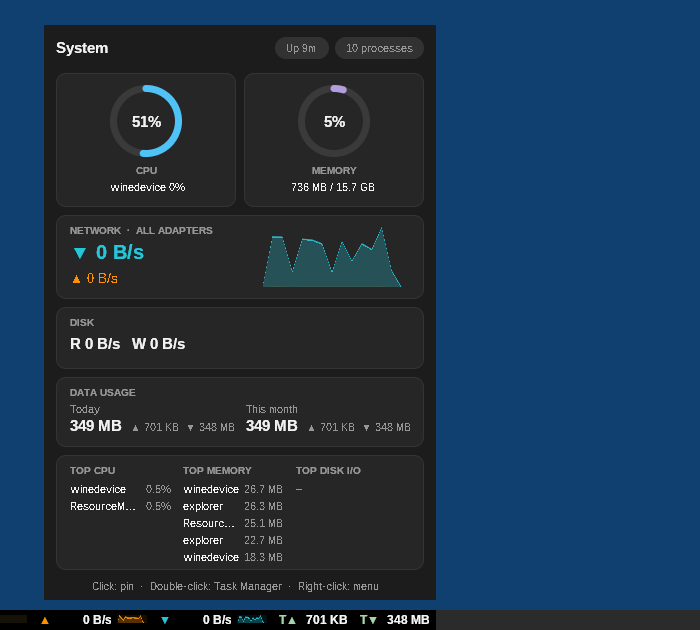 System
Up 9m
10 processes
51%
5%
CPU
MEMORY
winedevice 0%
736 MB / 15.7 GB
NETWORK · ALL ADAPTERS
▼ 0 B/s
▲ 0 B/s
DISK
R 0 B/s W 0 B/s
DATA USAGE
Today
349 MB ▲ 701 KB ▼ 348 MB
This month
349 MB ▲ 701 KB ▼ 348 MB
TOP CPU
winedevice 0.5%
ResourceM... 0.5%
TOP MEMORY
winedevice 26.7 MB
explorer 26.3 MB
Resourc... 25.1 MB
explorer 22.7 MB
winedevice 18.3 MB
TOP DISK I/O
–
Click: pin · Double-click: Task Manager · Right-click: menu
▲ 0 B/s ▼ 0 B/s T▲ 701 KB T▼ 348 MB